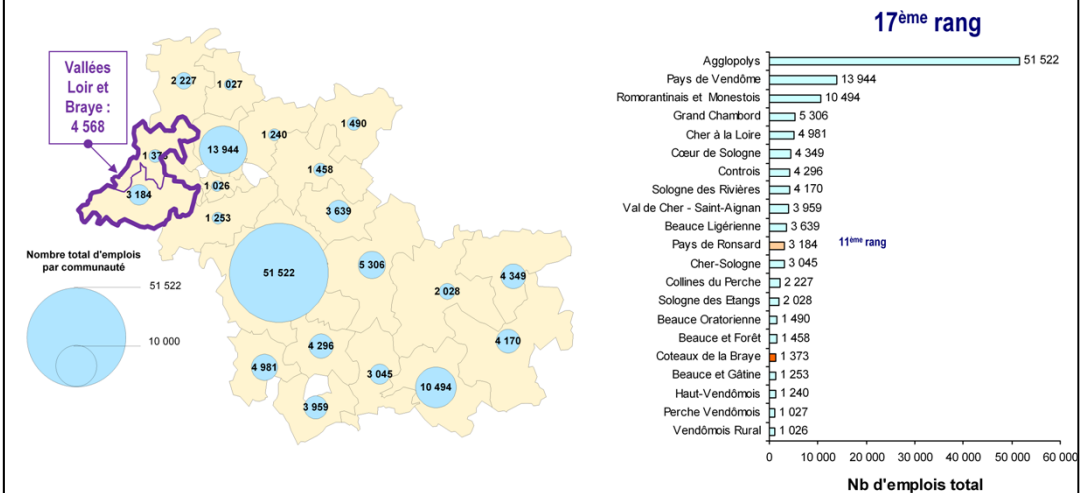 17ème rang
Vallées
Loir et
Braye :
4 568
2 227
1 027
1 240
1 490
13 944
1 373
1 458
1 026
3 184
1 253
3 639
51 522
5 306
4 349
2 028
4 170
4 296
4 981
3 045
10 494
3 959
Nombre total d'emplois
par communauté
51 522
10 000
Agglopolys 51 522
Pays de Vendôme 13 944
Romorantinais et Monestois 10 494
Grand Chambord 5 306
Cher à la Loire 4 981
Cœur de Sologne 4 349
Controis 4 296
Sologne des Rivières 4 170
Val de Cher - Saint-Aignan 3 959
Beauce Ligérienne 3 639
Pays de Ronsard 3 184 11ème rang
Cher-Sologne 3 045
Collines du Perche 2 227
Sologne des Etangs 2 028
Beauce Oratorienne 1 490
Beauce et Forêt 1 458
Coteaux de la Braye 1 373
Beauce et Gâtine 1 253
Haut-Vendômois 1 240
Perche Vendômois 1 027
Vendômois Rural 1 026
0 10 000 20 000 30 000 40 000 50 000 60 000
Nb d'emplois total